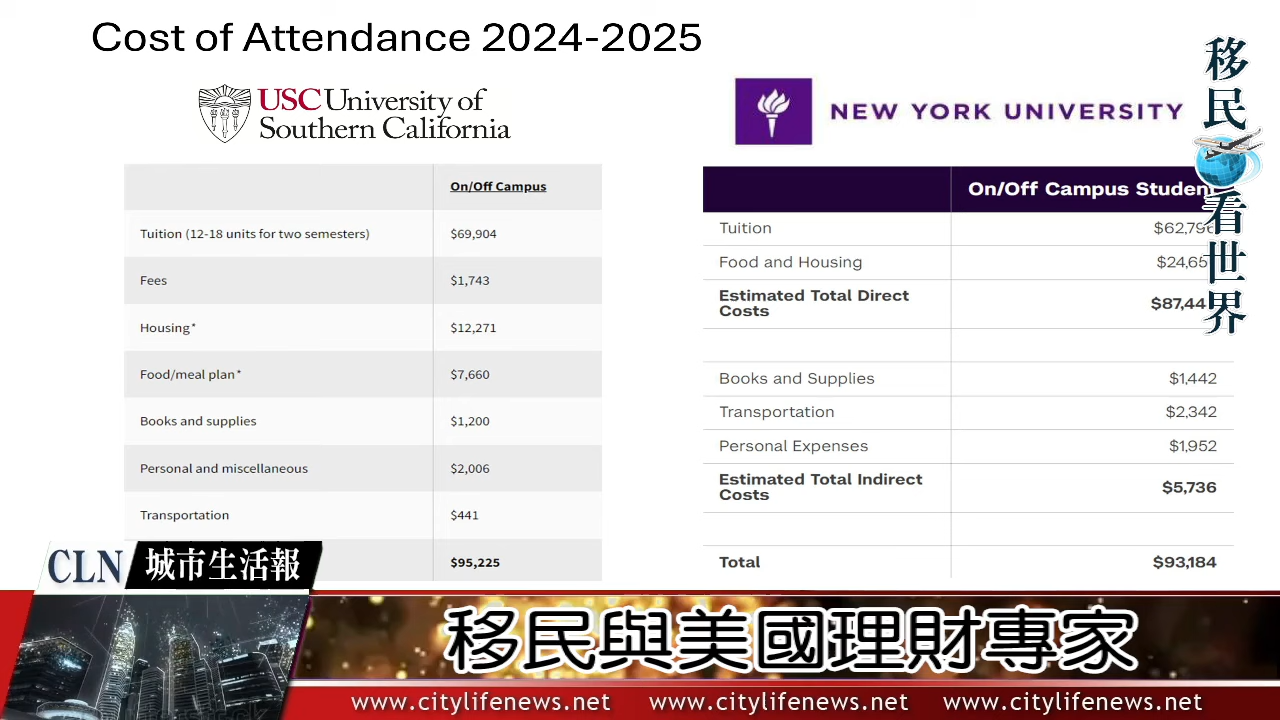 Cost of Attendance 2024-2025
USC University of
Southern California
On/Off Campus
Tuition (12-18 units for two semesters) $69,904
Fees $1,743
Housing* $12,271
Food/meal plan* $7,660
Books and supplies $1,200
Personal and miscellaneous $2,006
Transportation $441
$95,225
NEW YORK UNIVERSITY
On/Off Campus Student
Tuition
Food and Housing
Estimated Total Direct
Costs
Books and Supplies $1,442
Transportation $2,342
Personal Expenses $1,952
Estimated Total Indirect
Costs $5,736
Total $93,184
移民看世界
CLN 城市生活報
移民與美國理財專家
www.citylifenews.net www.citylifenews.net www.citylifenews.net